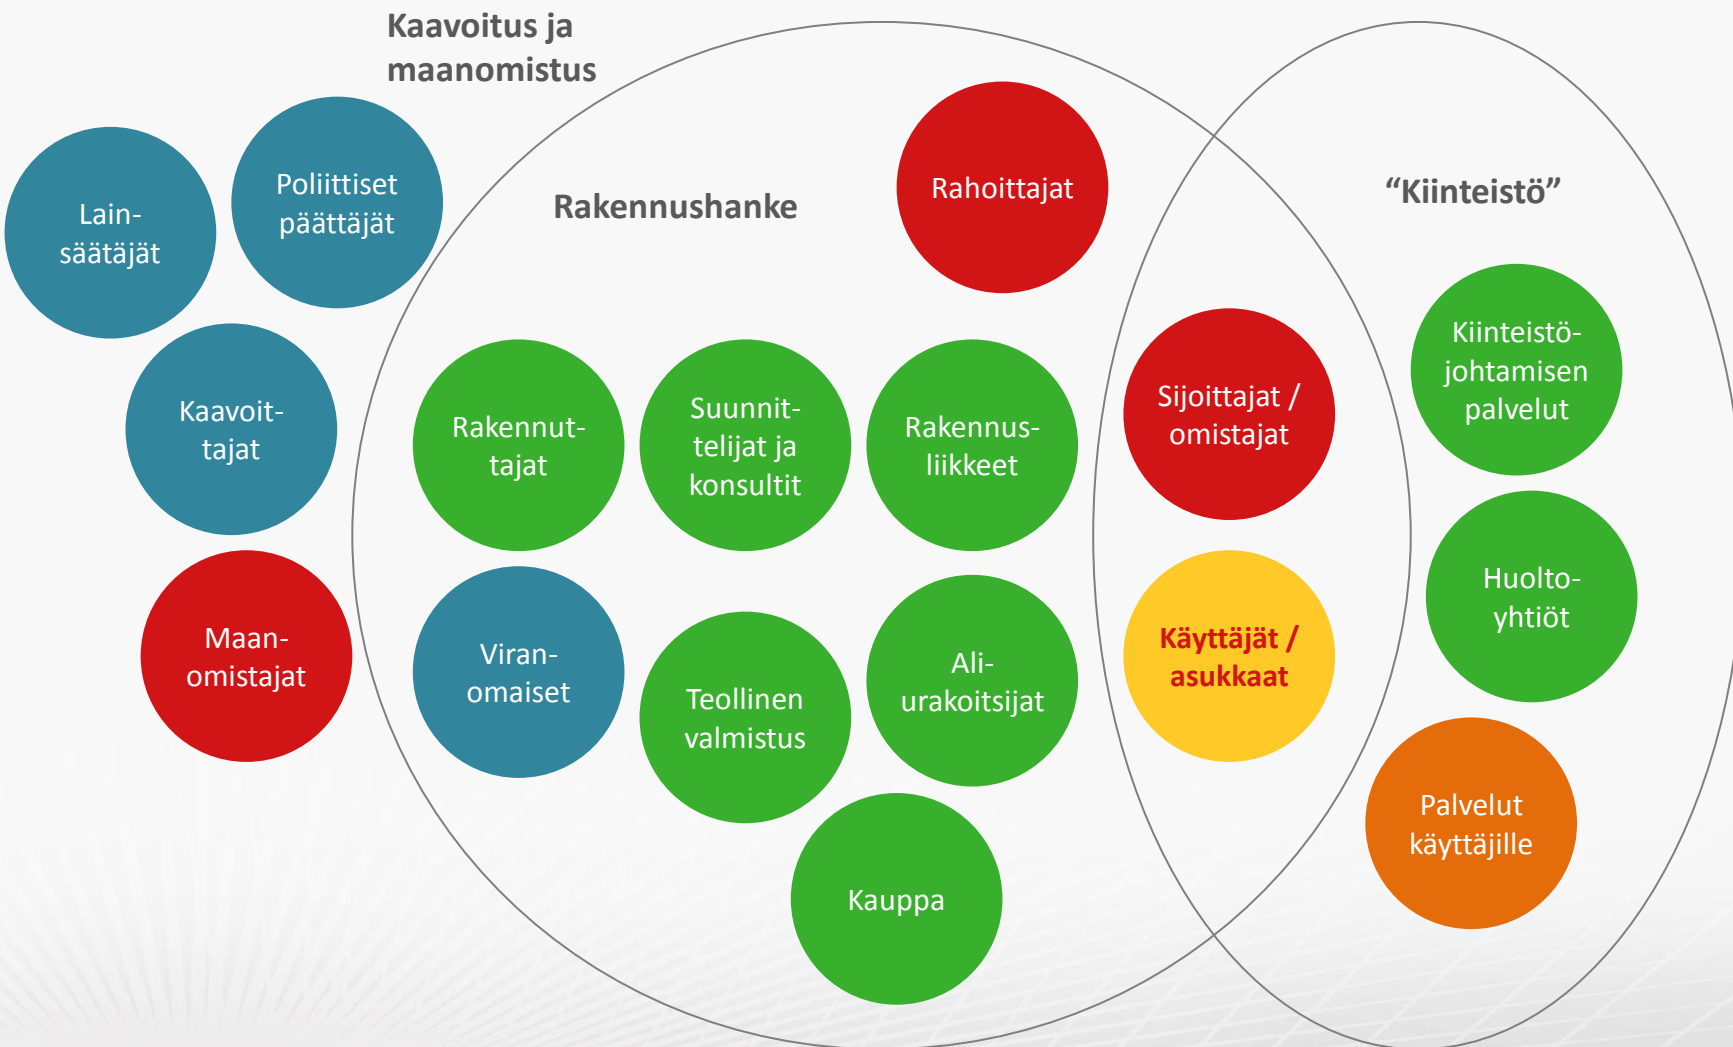 Kaavoitus ja
maanomistus
Lain-
säätäjät
Poliittiset
päättäjät
Kaavoit-
tajat
Maan-
omistajat
Rakennushanke
Rahoittajat
Rakennut-
tajat
Suunnit-
telijat ja
konsultit
Rakennus-
liikkeet
Viran-
omaiset
Teollinen
valmistus
Ali-
urakoitsijat
Kauppa
Sijoittajat /
omistajat
Käyttäjät /
asukkaat
“Kiinteistö”
Kiinteistö-
johtamisen
palvelut
Huolto-
yhtiöt
Palvelut
käyttäjille